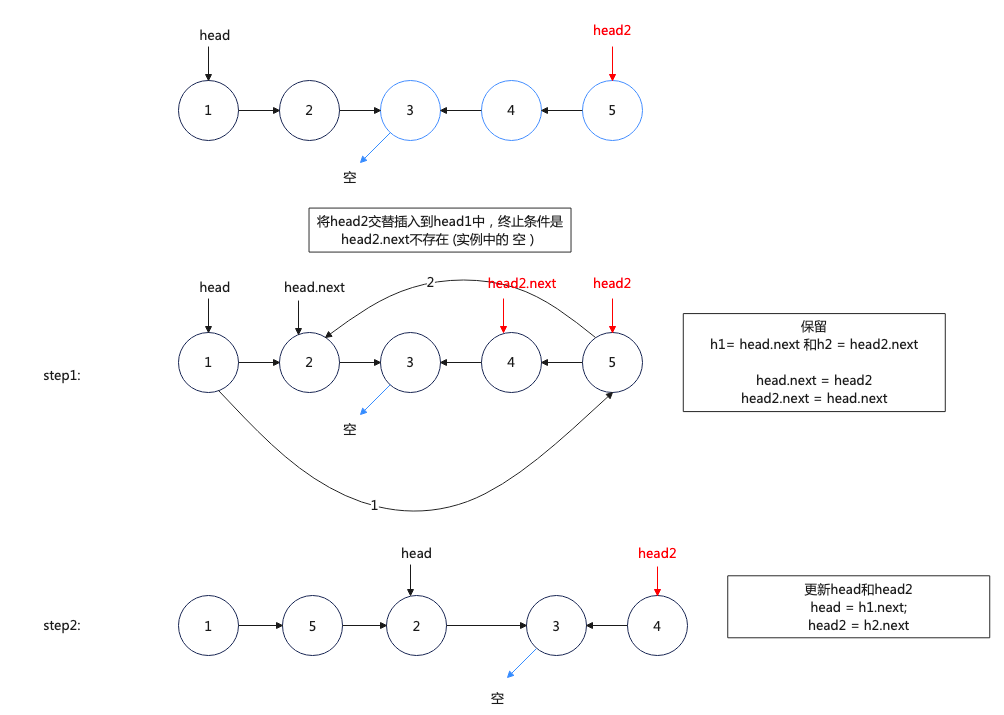 head
head2
1
2
3
4
5
空
将head2交替插入到head1中，终止条件是
head2.next不存在 (实例中的 空 )
head
head.next
2
head2.next
head2
step1:
1
2
3
4
5
空
1
保留
h1= head.next 和h2 = head2.next
head.next = head2
head2.next = head.next
head
head2
step2:
1
5
2
3
4
空
更新head和head2
head = h1.next;
head2 = h2.next